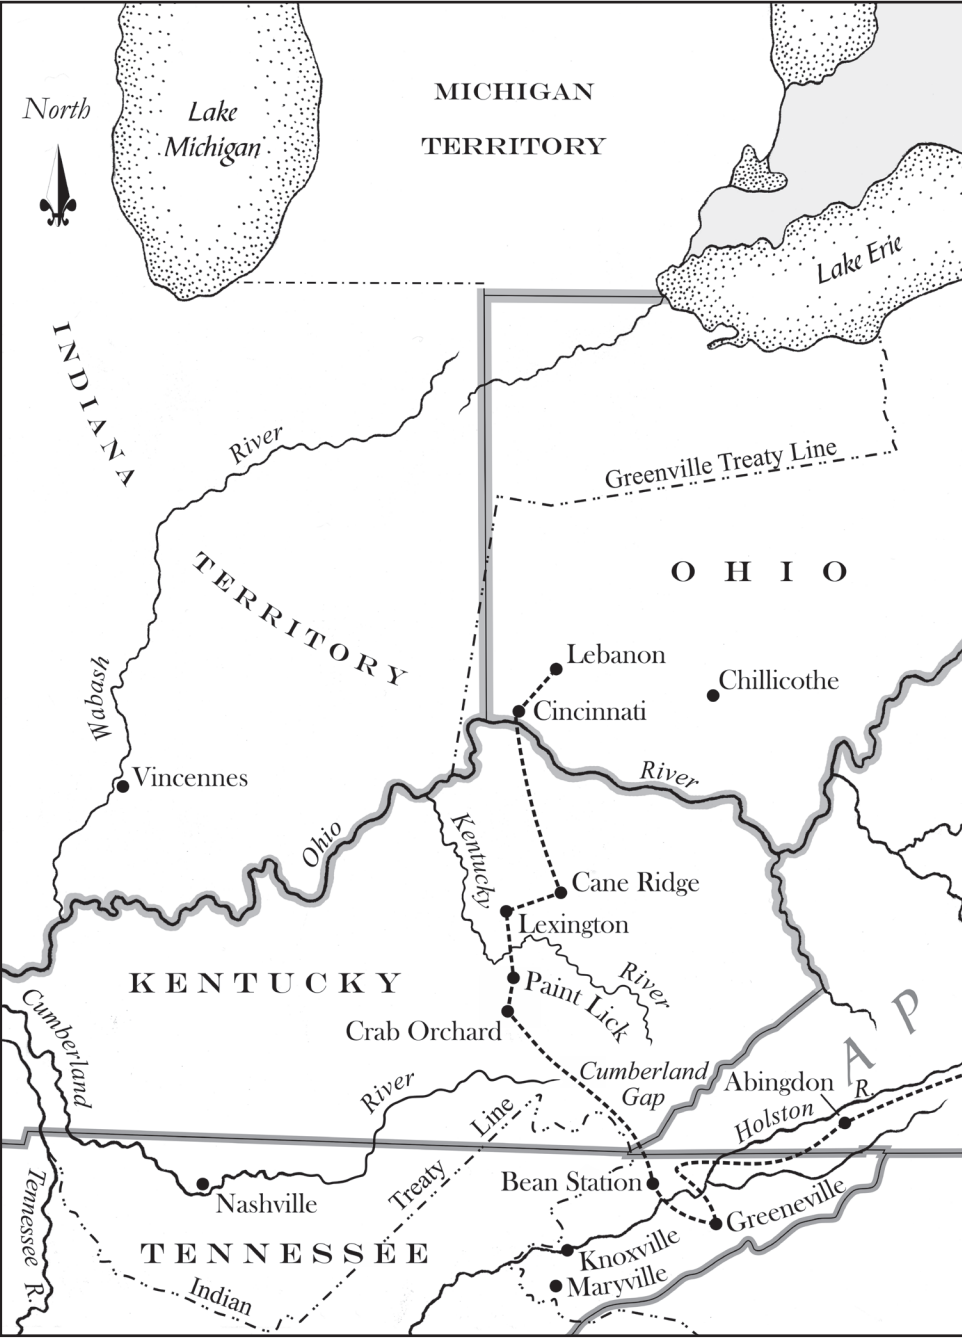 MICHIGAN
TERRITORY
North
Lake
Michigan
Lake Erie
INDIANA
River
Greenville Treaty Line
OHIO
TERRITORY
Lebanon
Chillicothe
Wabash
Cincinnati
Vincennes
River
Ohio
Kentucky
Cane Ridge
Lexington
KENTUCKY
Paint Lick
River
Crab Orchard
Cumberland
A P
Cumberland
Gap
River
Abingdon
R.
Holston
Line
Treaty
Bean Station
Nashville
Greeneville
Tennessee R.
TENNESSEE
Knoxville
Maryville
Indian